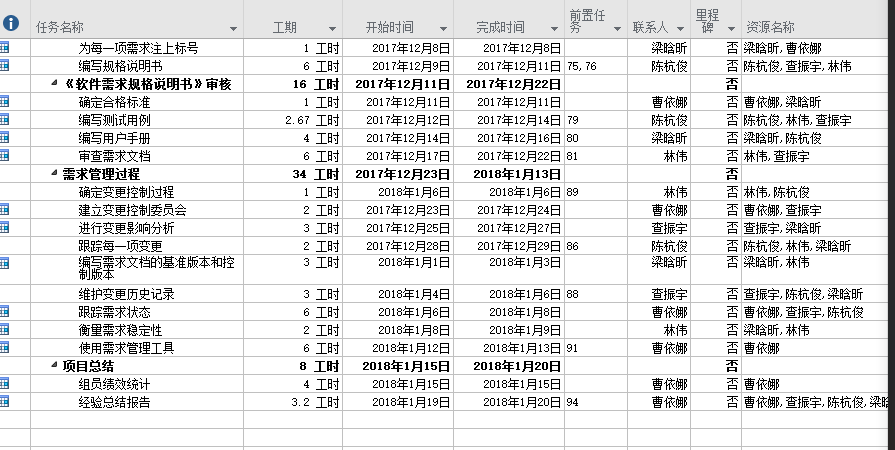 任务名称 工期 开始时间 完成时间 前置任务 联系人 里程碑 资源名称
为每一项需求注上标号 1 工时 2017年12月8日 2017年12月8日 梁晗昕 否 梁晗昕, 曹依娜
编写规格说明书 6 工时 2017年12月9日 2017年12月11日 75, 76 陈杭俊 否 陈杭俊, 查振宇, 林伟
《软件需求规格说明书》审核 16 工时 2017年12月11日 2017年12月22日 否
确定合格标准 1 工时 2017年12月11日 2017年12月11日 曹依娜 否 曹依娜, 梁晗昕
编写测试用例 2.67 工时 2017年12月12日 2017年12月14日 79 陈杭俊 否 陈杭俊, 林伟, 查振宇
编写用户手册 4 工时 2017年12月14日 2017年12月16日 80 梁晗昕 否 梁晗昕, 陈杭俊
审查需求文档 6 工时 2017年12月17日 2017年12月22日 81 林伟 否 林伟, 查振宇
需求管理过程 34 工时 2017年12月23日 2018年1月13日 否
确定变更控制过程 1 工时 2018年1月6日 2018年1月6日 89 林伟 否 林伟, 陈杭俊
建立变更控制委员会 2 工时 2017年12月23日 2017年12月24日 曹依娜 否 曹依娜, 查振宇
进行变更影响分析 3 工时 2017年12月25日 2017年12月27日 查振宇 否 查振宇, 梁晗昕
跟踪每一项变更 2 工时 2017年12月28日 2017年12月29日 86 陈杭俊 否 陈杭俊, 林伟, 梁晗昕
编写需求文档的基准版本和控制版本 3 工时 2018年1月1日 2018年1月3日 梁晗昕 否 梁晗昕, 林伟
维护变更历史记录 3 工时 2018年1月4日 2018年1月6日 88 查振宇 否 查振宇, 陈杭俊, 梁晗昕
跟踪需求状态 6 工时 2018年1月6日 2018年1月8日 曹依娜 否 曹依娜, 查振宇, 陈杭俊
衡量需求稳定性 2 工时 2018年1月8日 2018年1月9日 林伟 否 梁晗昕, 林伟
使用需求管理工具 6 工时 2018年1月12日 2018年1月13日 91 曹依娜 否 曹依娜
项目总结 8 工时 2018年1月15日 2018年1月20日 否
组员绩效统计 4 工时 2018年1月15日 2018年1月15日 曹依娜 否 曹依娜
经验总结报告 3.2 工时 2018年1月19日 2018年1月20日 94 曹依娜 否 曹依娜, 查振宇, 陈杭俊, 梁晗